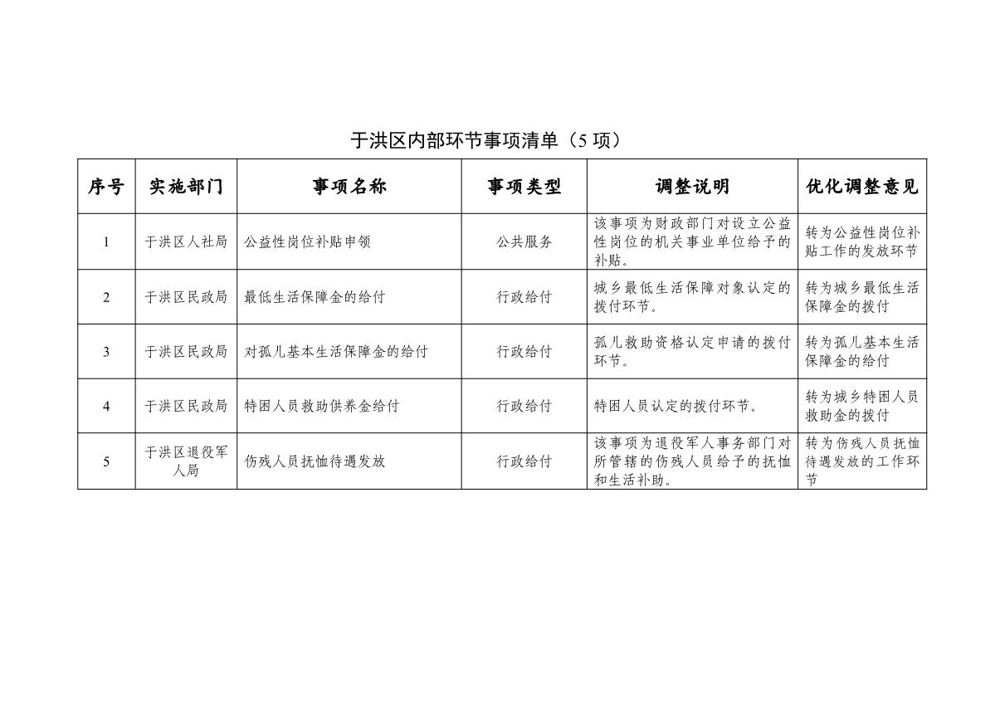 于洪区内部环节事项清单（5 项）
序号 实施部门 事项名称 事项类型 调整说明 优化调整意见
1 于洪区人社局 公益性岗位补贴申领 公共服务
该事项为财政部门对设立公益
性岗位的机关事业单位给予的
补贴。
转为公益性岗位补
贴工作的发放环节
2 于洪区民政局 最低生活保障金的给付 行政给付
城乡最低生活保障对象认定的
拨付环节。
转为城乡最低生活
保障金的拨付
3 于洪区民政局 对孤儿基本生活保障金的给付 行政给付
孤儿救助资格认定申请的拨付
环节。
转为孤儿基本生活
保障金的给付
4 于洪区民政局 特困人员救助供养金给付 行政给付 特困人员认定的拨付环节。
转为城乡特困人员
救助金的拨付
5
于洪区退役军
人局
伤残人员抚恤待遇发放 行政给付
该事项为退役军人事务部门对
所管辖的伤残人员给予的抚恤
和生活补助。
转为伤残人员抚恤
待遇发放的工作环
节